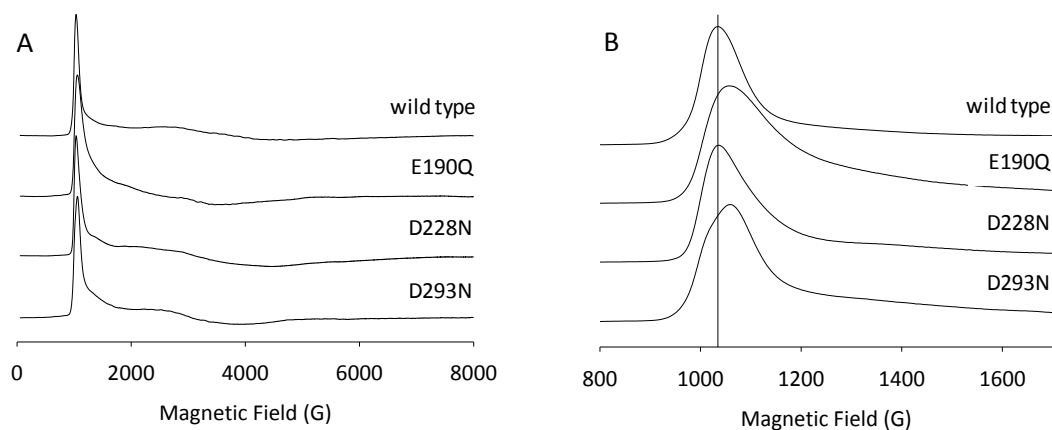 A
wild type
E190Q
D228N
D293N
0 2000 4000 6000 8000
Magnetic Field (G)
B
wild type
E190Q
D228N
D293N
800 1000 1200 1400 1600
Magnetic Field (G)